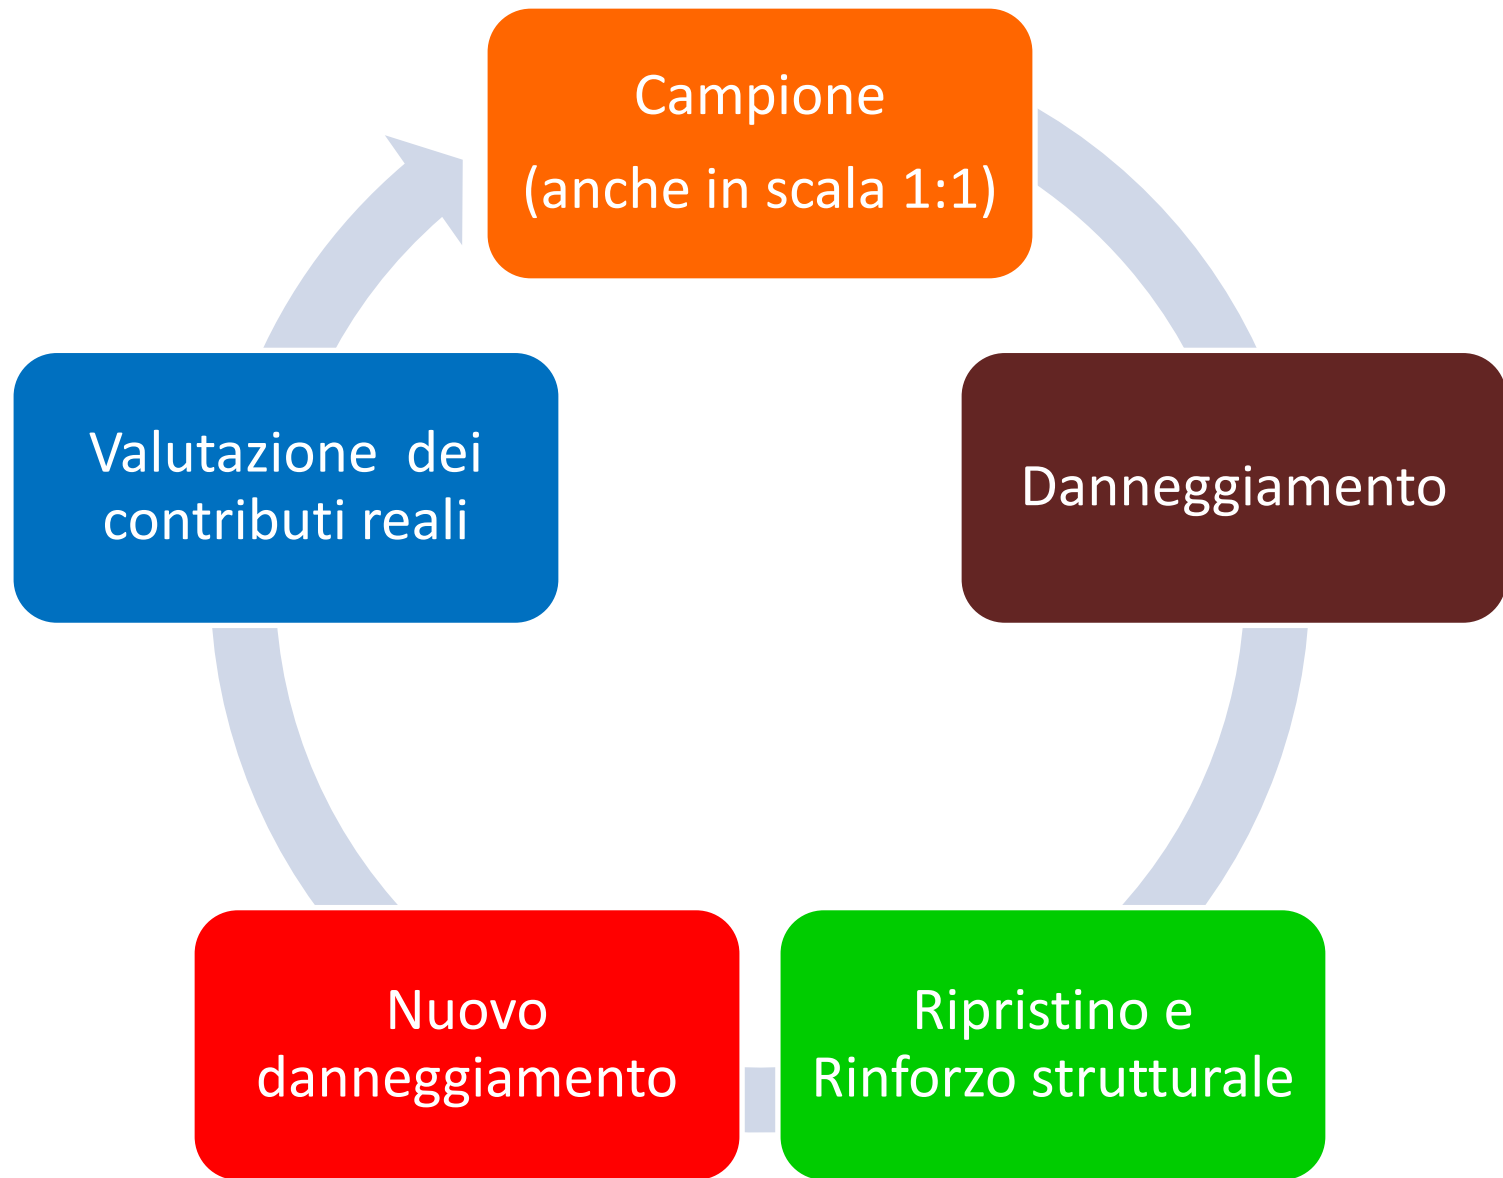 Campione
(anche in scala 1:1)
Danneggiamento
Ripristino e
Rinforzo strutturale
Nuovo
danneggiamento
Valutazione  dei
contributi reali